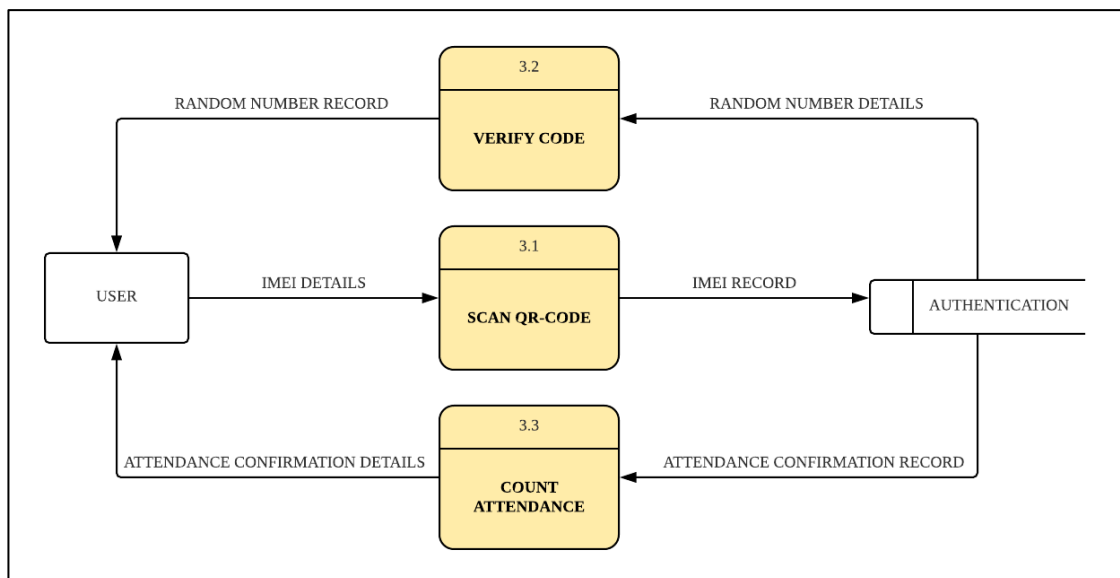 3.2
RANDOM NUMBER RECORD
RANDOM NUMBER DETAILS
VERIFY CODE
3.1
IMEI DETAILS
IMEI RECORD
USER
AUTHENTICATION
SCAN QR-CODE
3.3
ATTENDANCE CONFIRMATION DETAILS
ATTENDANCE CONFIRMATION RECORD
COUNT
ATTENDANCE